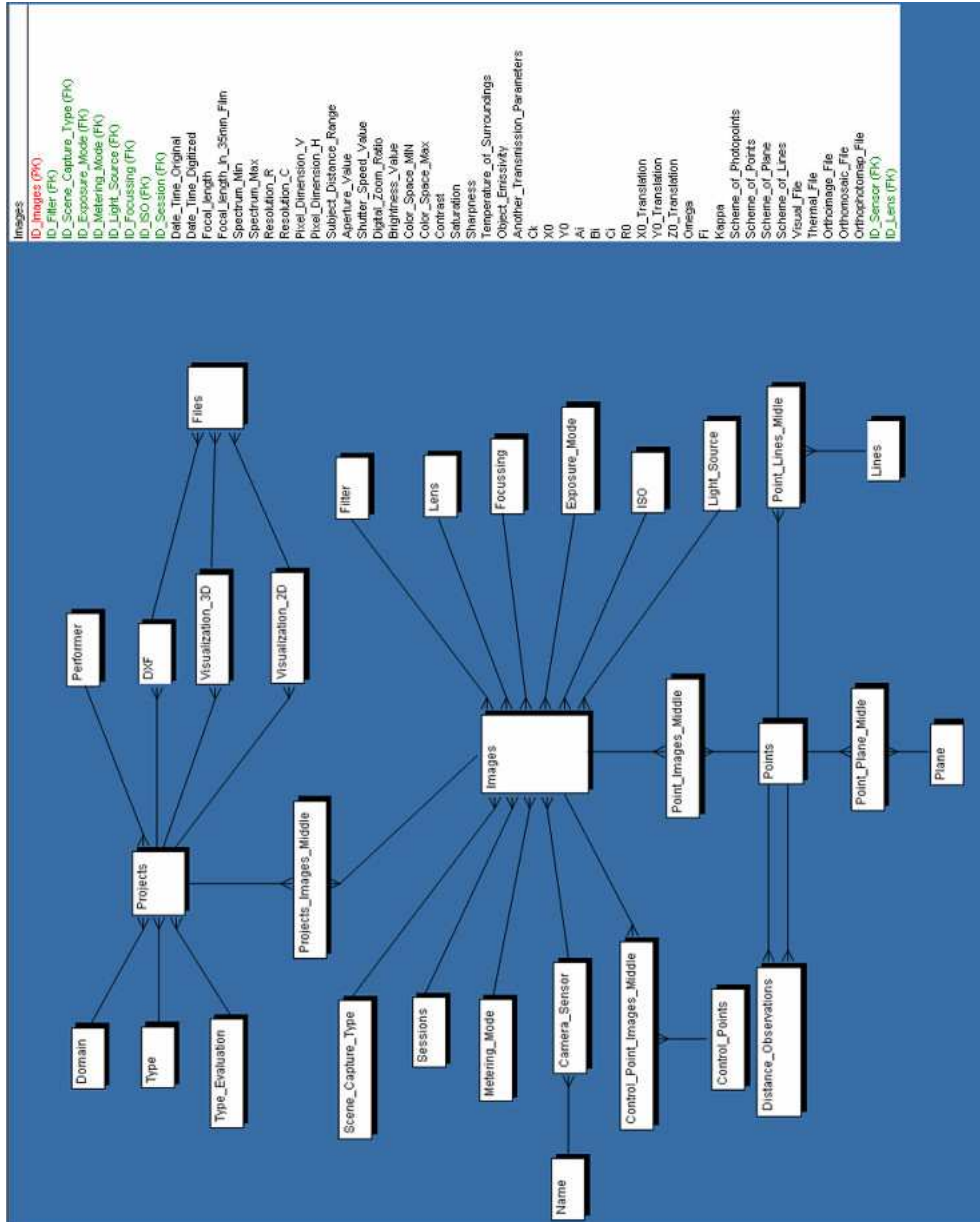 Images
ID_Images (PK)
ID_Filter (FK)
ID_Scene_Capture_Type (FK)
ID_Exposure_Mode (FK)
ID_Metering_Mode (FK)
ID_Light_Source (FK)
ID_Focussing (FK)
ID_ISO (FK)
ID_Session (FK)
Date_Time_Original
Date_Time_Digitized
Focal_length
Focal_length_In_35mm_Film
Spectrum_Min
Spectrum_Max
Resolution_R
Resolution_C
Pixel_Dimension_V
Pixel_Dimension_H
Subject_Distance_Range
Aperture_Value
Shutter_Speed_Value
Digital_Zoom_Ratio
Brightness_Value
Color_Space_MIN
Color_Space_Max
Contrast
Saturation
Sharpness
Temperature_of_Surroundings
Object_Emissivity
Another_Transmission_Parameters
Ck
X0
Y0
Ai
Bi
Ci
R0
X0_Translation
Y0_Translation
Z0_Translation
Omega
Fi
Kappa
Scheme_of_Photopoints
Scheme_of_Points
Scheme_of_Plane
Scheme_of_Lines
Visual_File
Thermal_File
Orthoimage_File
Orthomosaic_File
Orthophotomap_File
ID_Sensor (FK)
ID_Lens (FK)
Domain
Type
Type_Evaluation
Projects
Performer
DXF
Visualization_3D
Visualization_2D
Files
Projects_Images_Middle
Scene_Capture_Type
Sessions
Metering_Mode
Camera_Sensor
Name
Control_Point_Images_Middle
Control_Points
Images
Filter
Lens
Focussing
Exposure_Mode
ISO
Light_Source
Point_Images_Middle
Distance_Observations
Points
Point_Lines_Midle
Lines
Point_Plane_Midle
Plane